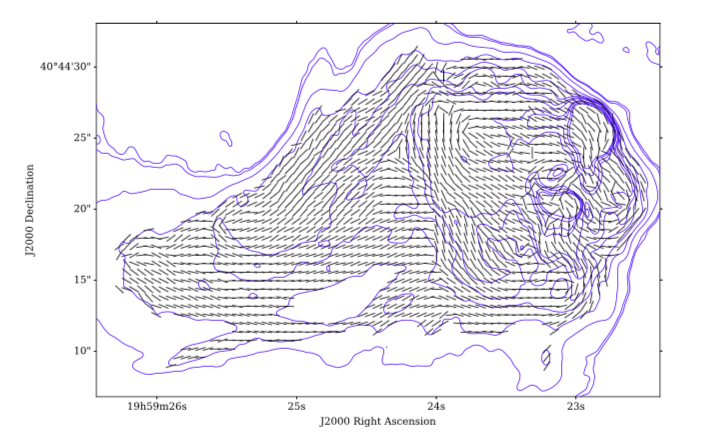 40°44'30"
25"
20"
15"
10"
J2000 Declination
19h59m26s
25s
24s
23s
J2000 Right Ascension